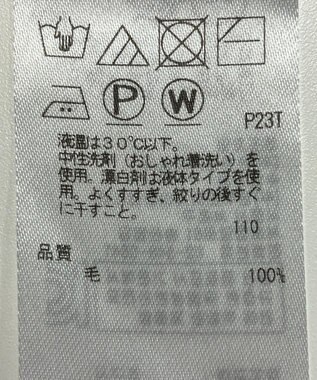 P W
P23T
液温は30℃以下。
中性洗剤(おしゃれ着洗い)を
使用。漂白剤は液体タイプを使
用。よくすすぎ、絞りの後すぐ
に干すこと。
110
品質
毛 100%